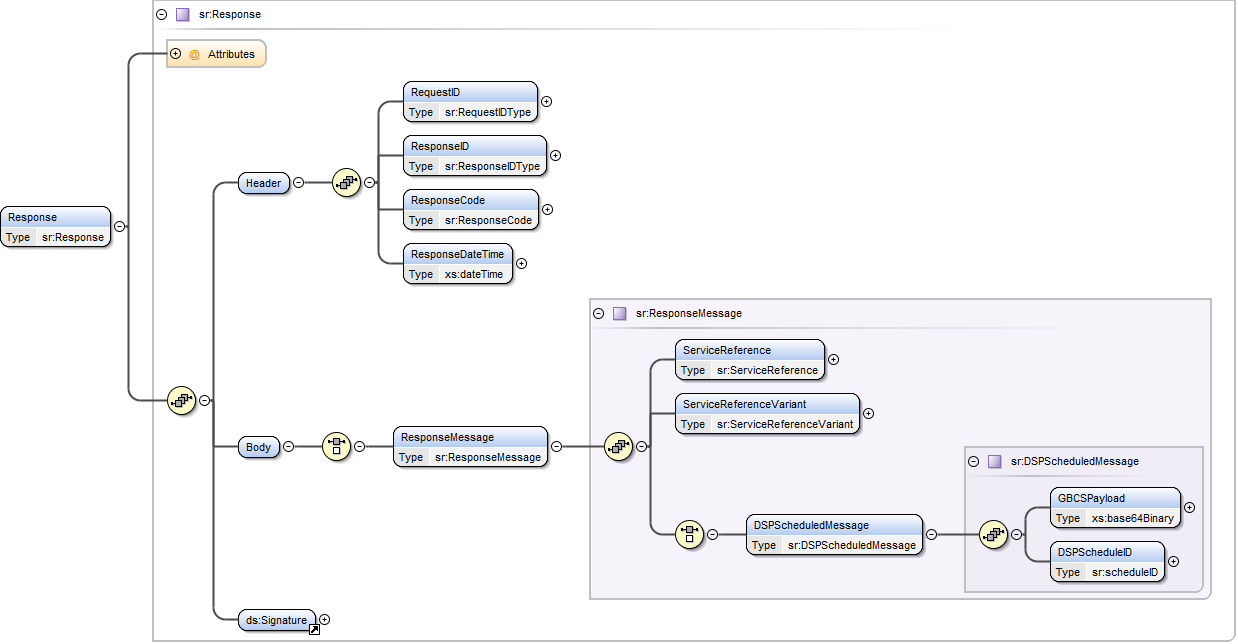 sr:Response
@ Attributes
RequestID
Type sr:RequestIDType
ResponseID
Type sr:ResponseIDType
Header
ResponseCode
Type sr:ResponseCode
Response
Type sr:Response
ResponseDateTime
Type xs:dateTime
sr:ResponseMessage
ServiceReference
Type sr:ServiceReference
ServiceReferenceVariant
Type sr:ServiceReferenceVariant
Body
ResponseMessage
Type sr:ResponseMessage
sr:DSPScheduledMessage
GBCSPayload
Type xs:base64Binary
DSPScheduledMessage
Type sr:DSPScheduledMessage
DSPScheduleID
Type sr:scheduleID
ds:Signature